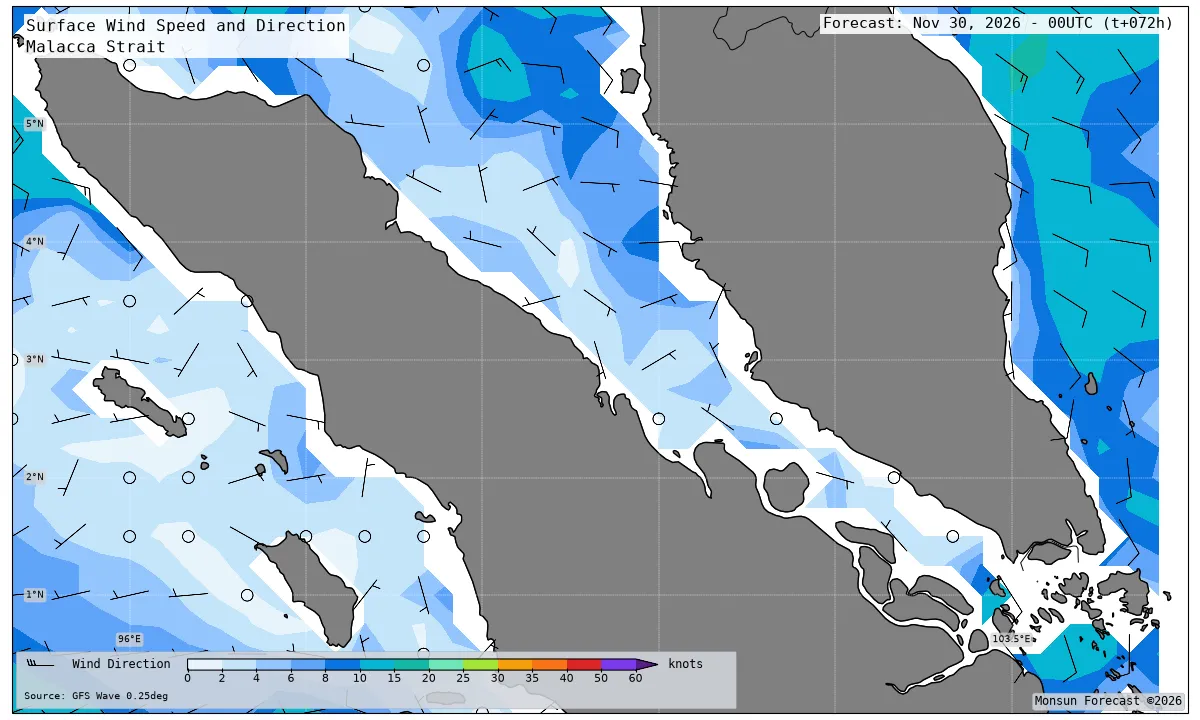 Surface Wind Speed and Direction
Malacca Strait
Forecast: Nov 30, 2026 - 00UTC (t+072h)
5°N
4°N
3°N
2°N
1°N
96°E
103.5°E
Wind Direction
0 2 4 6 8 10 15 20 25 30 35 40 50 60
knots
Source: GFS Wave 0.25deg
Monsun Forecast ©2026